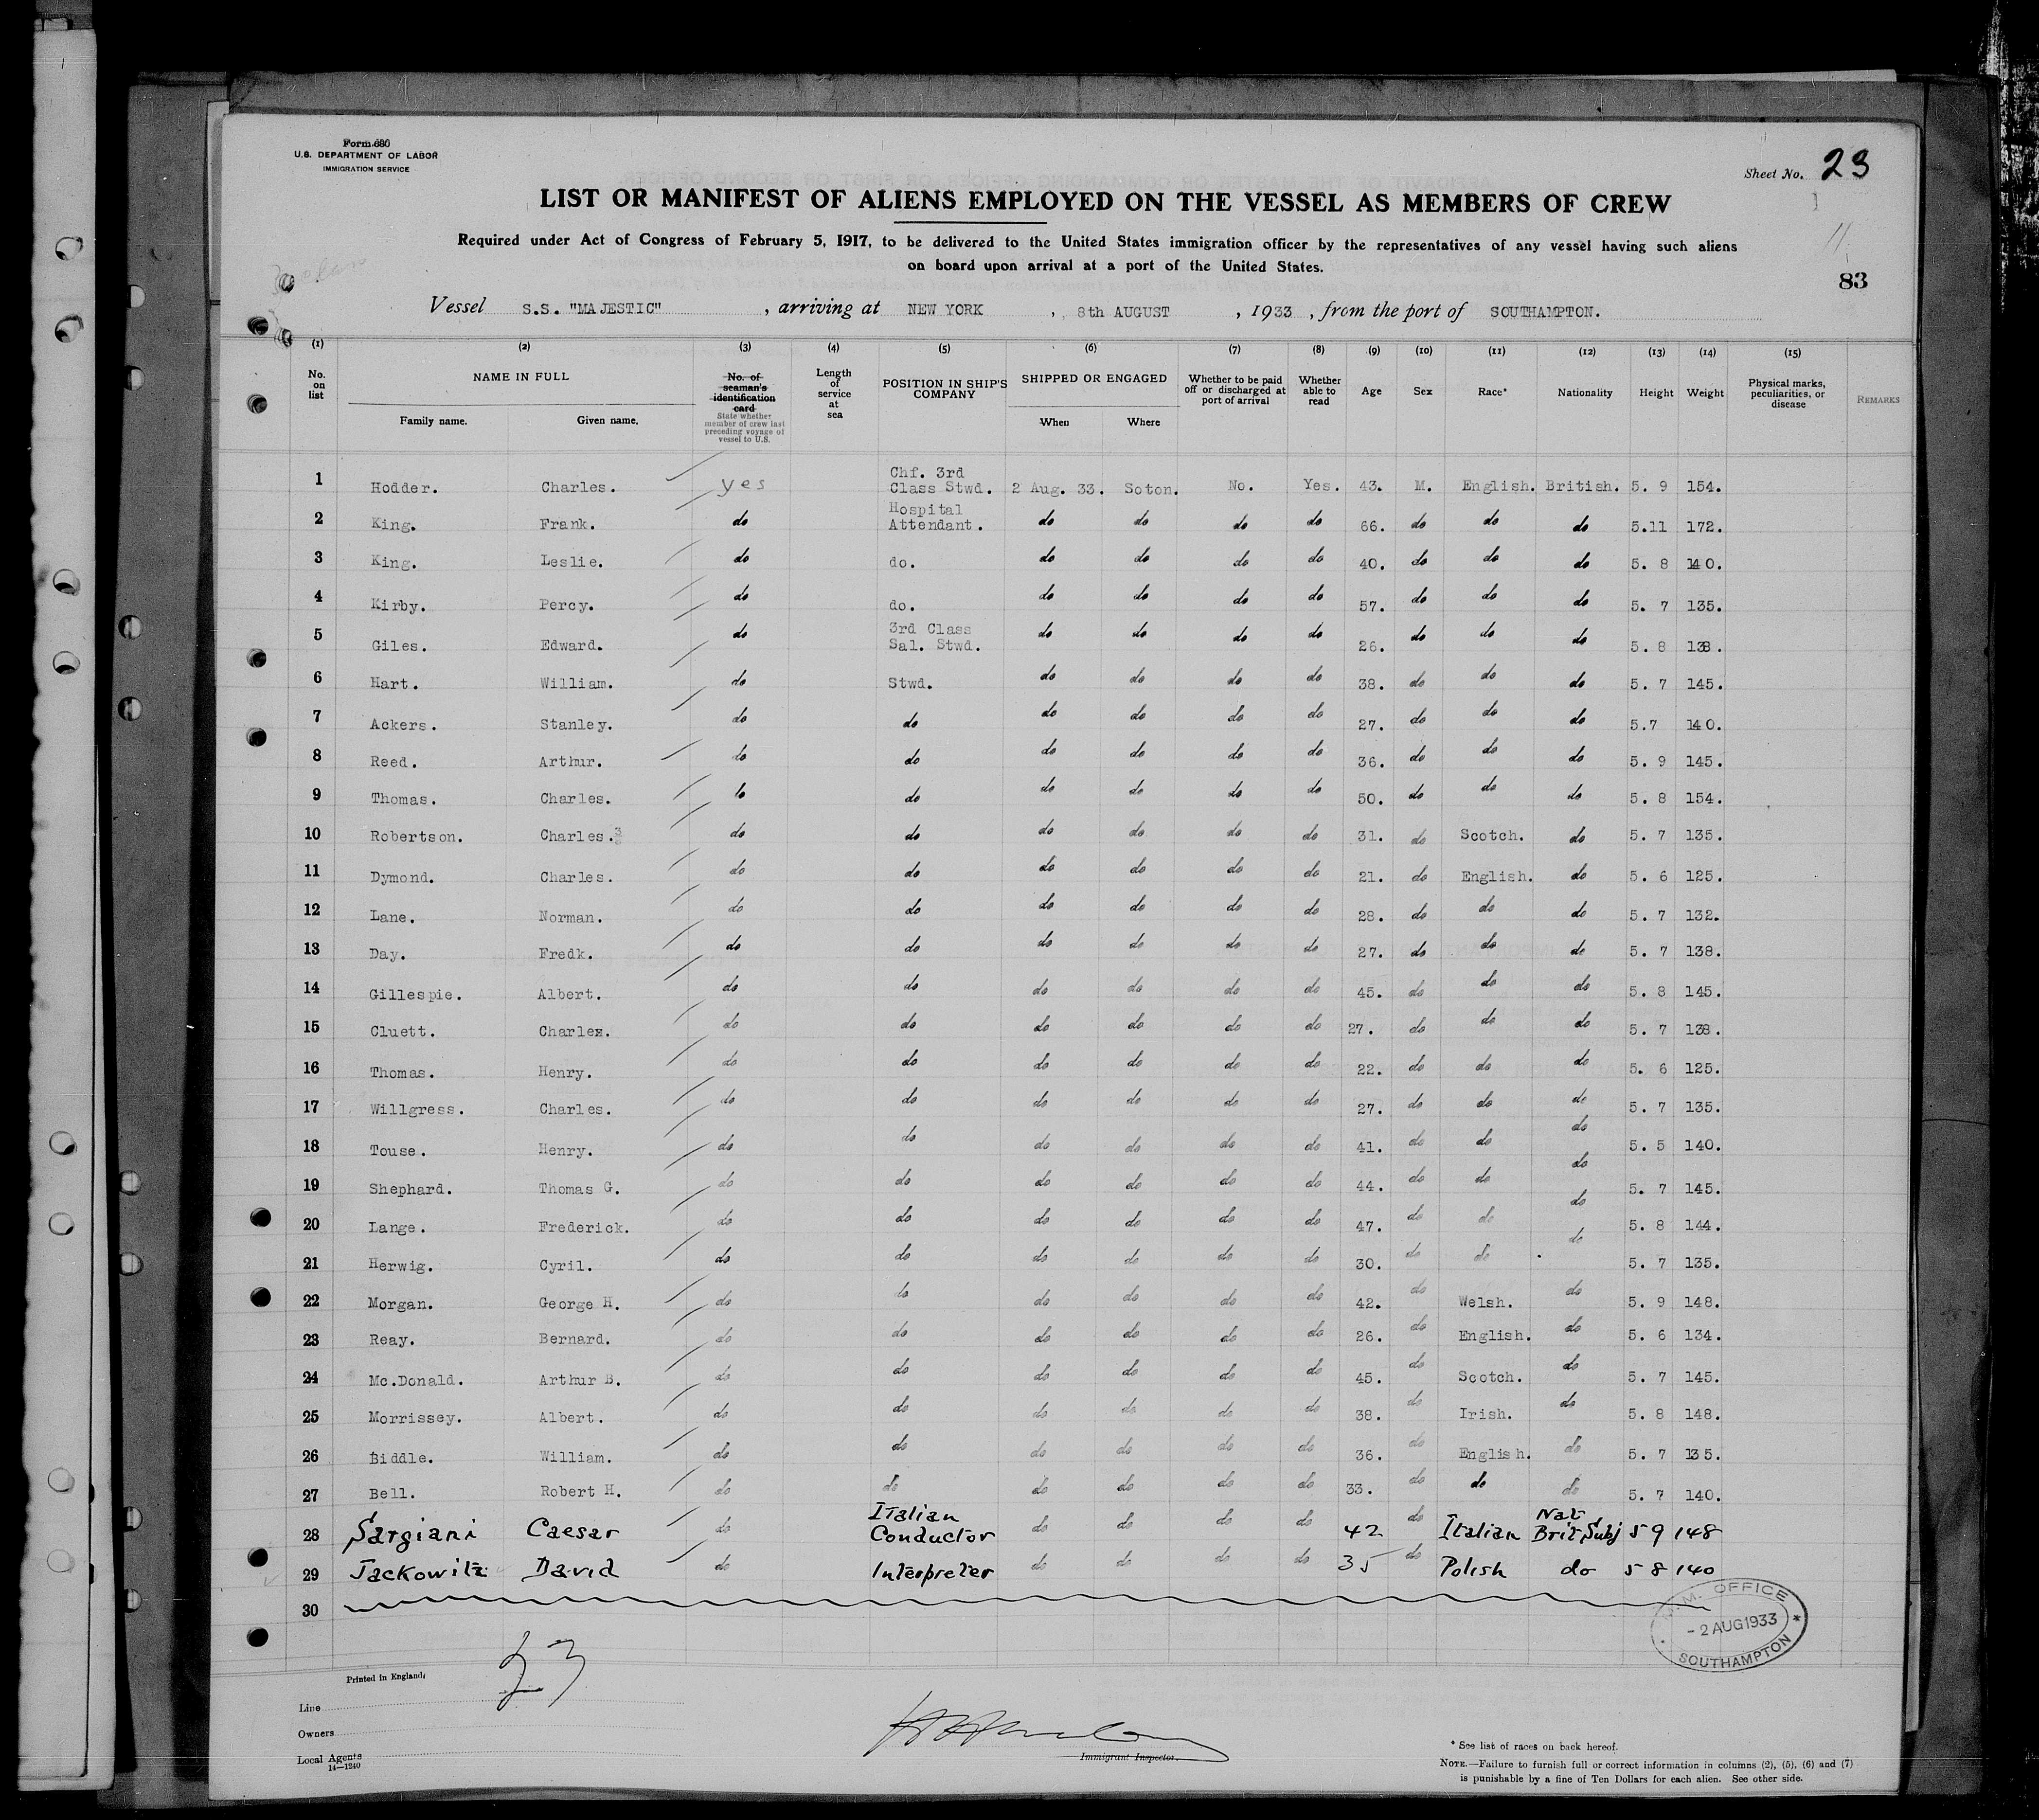 Form 680
U.S. DEPARTMENT OF LABOR
IMMIGRATION SERVICE
Sheet No. 23
LIST OR MANIFEST OF ALIENS EMPLOYED ON THE VESSEL AS MEMBERS OF CREW
Required under Act of Congress of February 5, 1917, to be delivered to the United States immigration officer by the representatives of any vessel having such aliens
on board upon arrival at a port of the United States.
11
83
Vessel S.S. "MAJESTIC", arriving at NEW YORK, 8th AUGUST, 1933, from the port of SOUTHAMPTON.
(1) (2) (3) (4) (5) (6) (7) (8) (9) (10) (11) (12) (13) (14) (15)
No. on list NAME IN FULL Family name. Given name. No. of seaman's identification card State whether member of crew last preceding voyage of vessel to U.S. Length of service at sea POSITION IN SHIP'S COMPANY SHIPPED OR ENGAGED When Where Whether to be paid off or discharged at port of arrival Whether able to read Age Sex Race* Nationality Height Weight Physical marks, peculiarities, or disease REMARKS
1 Hodder. Charles. yes Chf. 3rd Class Stwd. 2 Aug. 33. Soton. No. Yes. 43. M. English. British. 5. 9 154.
2 King. Frank. do Hospital Attendant. do do do do 66. do do do 5.11 172.
3 King. Leslie. do do. do do do do 40. do do do 5. 8 140.
4 Kirby. Percy. do do. do do do do 57. do do do 5. 7 135.
5 Giles. Edward. do 3rd Class Sal. Stwd. do do do do 26. do do do 5. 8 138.
6 Hart. William. do Stwd. do do do do 38. do do do 5. 7 145.
7 Ackers. Stanley. do do do do do do 27. do do do 5.7 140.
8 Reed. Arthur. do do do do do do 36. do do do 5. 9 145.
9 Thomas. Charles. do do do do do do 50. do do do 5. 8 154.
10 Robertson. Charles. do do do do do do 31. do Scotch. do 5. 7 135.
11 Dymond. Charles. do do do do do do 21. do English. do 5. 6 125.
12 Lane. Norman. do do do do do do 28. do do do 5. 7 132.
13 Day. Fredk. do do do do do do 27. do do do 5. 7 138.
14 Gillespie. Albert. do do do do do do 45. do do do 5. 8 145.
15 Cluett. Charles. do do do do do do 27. do do do 5. 7 138.
16 Thomas. Henry. do do do do do do 22. do do do 5. 6 125.
17 Willgress. Charles. do do do do do do 27. do do do 5. 7 135.
18 Touse. Henry. do do do do do do 41. do do do 5. 5 140.
19 Shephard. Thomas G. do do do do do do 44. do do do 5. 7 145.
20 Lange. Frederick. do do do do do do 47. do do do 5. 8 144.
21 Herwig. Cyril. do do do do do do 30. do do do 5. 7 135.
22 Morgan. George H. do do do do do do 42. do Welsh. do 5. 9 148.
23 Reay. Bernard. do do do do do do 26. do English. do 5. 6 134.
24 Mc.Donald. Arthur B. do do do do do do 45. do Scotch. do 5. 7 145.
25 Morrissey. Albert. do do do do do do 38. do Irish. do 5. 8 148.
26 Biddle. William. do do do do do do 36. do English. do 5. 7 135.
27 Bell. Robert H. do do do do do do 33. do do do 5. 7 140.
28 Sargiani Caesar do Italian Conductor do do do do 42 do Italian Nat Brit Subj 5 9 148
29 Jackowitz David do Interpreter do do do do 35 do Polish do 5 8 140
30
M.M. OFFICE
-2 AUG 1933
SOUTHAMPTON
Printed in England
23
Line
Owners
Local Agents
14—1240
Immigrant Inspector.
* See list of races on back hereof.
NOTE.—Failure to furnish full or correct information in columns (2), (5), (6) and (7)
is punishable by a fine of Ten Dollars for each alien. See other side.